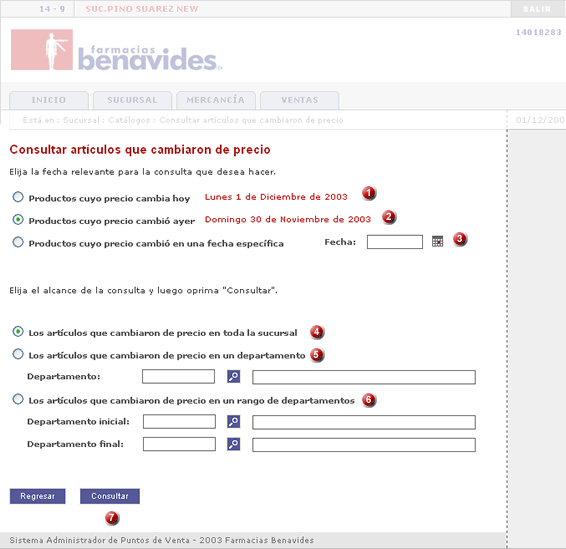 14 - 9 SUC.PINO SUAREZ NEW SALIR
14018283
farmacias
benavides
INICIO SUCURSAL MERCANCÍA VENTAS
Está en : Sucursal : Catálogos : Consultar artículos que cambiaron de precio 01/12/200
Consultar artículos que cambiaron de precio
Elija la fecha relevante para la consulta que desea hacer.
Productos cuyo precio cambia hoy Lunes 1 de Diciembre de 2003 1
Productos cuyo precio cambió ayer Domingo 30 de Noviembre de 2003 2
Productos cuyo precio cambió en una fecha específica Fecha: 3
Elija el alcance de la consulta y luego oprima "Consultar".
Los artículos que cambiaron de precio en toda la sucursal 4
Los artículos que cambiaron de precio en un departamento 5
Departamento:
Los artículos que cambiaron de precio en un rango de departamentos 6
Departamento inicial:
Departamento final:
Regresar Consultar
7
Sistema Administrador de Puntos de Venta - 2003 Farmacias Benavides